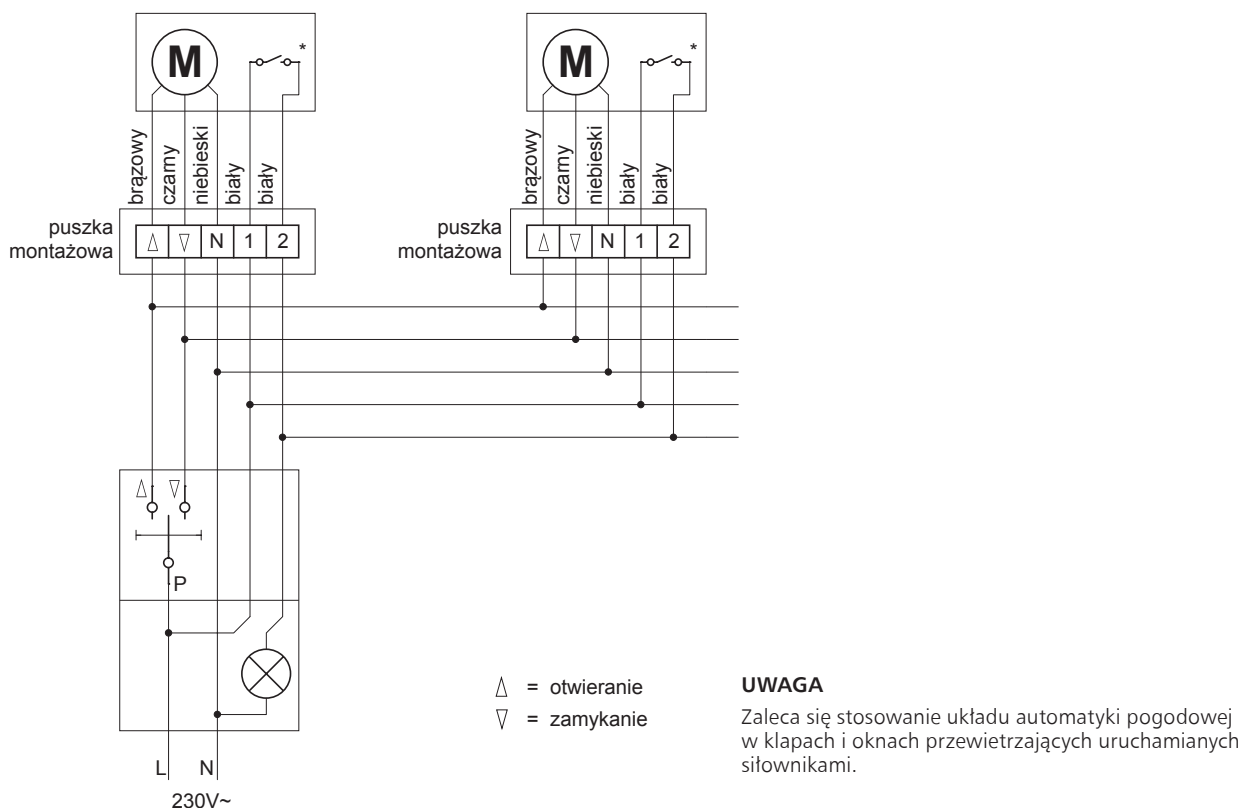 M
*
M
*
brązowy
czarny
niebieski
biały
biały
brązowy
czarny
niebieski
biały
biały
puszka
montażowa
N 1 2
puszka
montażowa
N 1 2
P
L N
230V~
= otwieranie
= zamykanie
UWAGA
Zaleca się stosowanie układu automatyki pogodowej
w klapach i oknach przewietrzających uruchamianych
siłownikami.